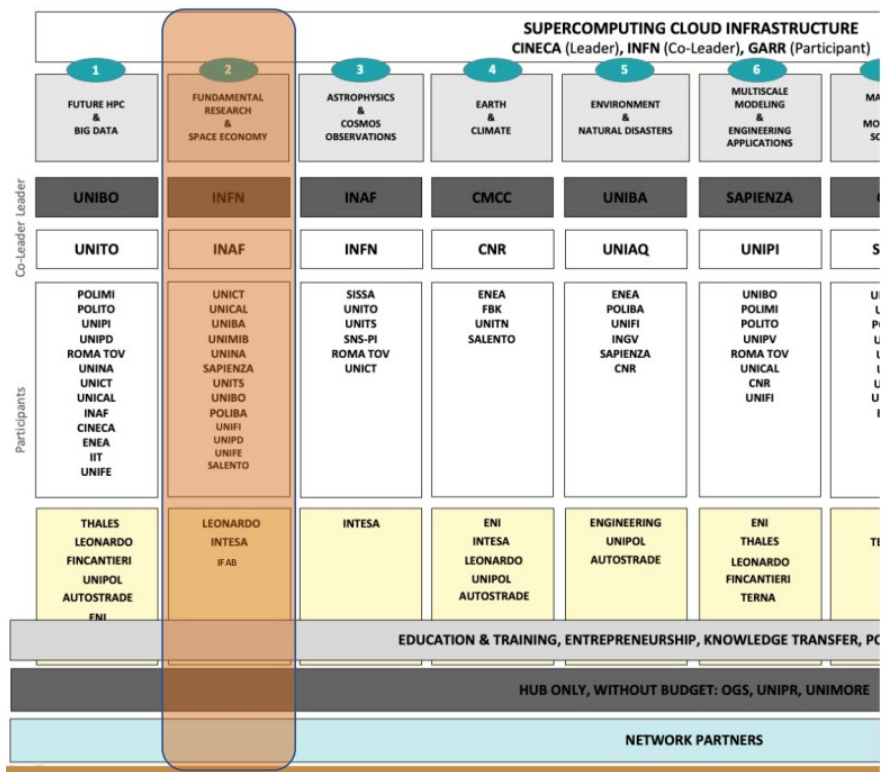 SUPERCOMPUTING CLOUD INFRASTRUCTURE
CINECA (Leader), INFN (Co-Leader), GARR (Participant)
1
FUTURE HPC
&
BIG DATA
2
FUNDAMENTAL
RESEARCH
&
SPACE ECONOMY
3
ASTROPHYSICS
&
COSMOS
OBSERVATIONS
4
EARTH
&
CLIMATE
5
ENVIRONMENT
&
NATURAL DISASTERS
6
MULTISCALE
MODELING
&
ENGINEERING
APPLICATIONS
Leader
UNIBO
INFN
INAF
CMCC
UNIBA
SAPIENZA
Co-Leader
UNITO
INAF
INFN
CNR
UNIAQ
UNIPI
Participants
POLIMI
POLITO
UNIPI
UNIPD
ROMA TOV
UNINA
UNICT
UNICAL
INAF
CINECA
ENEA
IIT
UNIFE
UNICT
UNICAL
UNIBA
UNIMIB
UNINA
SAPIENZA
UNITS
UNIBO
POLIBA
UNIFI
UNIPD
UNIFE
SALENTO
SISSA
UNITO
UNITS
SNS-PI
ROMA TOV
UNICT
ENEA
FBK
UNITN
SALENTO
ENEA
POLIBA
UNIFI
INGV
SAPIENZA
CNR
UNIBO
POLIMI
POLITO
UNIPV
ROMA TOV
UNICAL
CNR
UNIFI
THALES
LEONARDO
FINCANTIERI
UNIPOL
AUTOSTRADE
ENI
LEONARDO
INTESA
IFAB
INTESA
ENI
INTESA
LEONARDO
UNIPOL
AUTOSTRADE
ENGINEERING
UNIPOL
AUTOSTRADE
ENI
THALES
LEONARDO
FINCANTIERI
TERNA
EDUCATION & TRAINING, ENTREPRENEURSHIP, KNOWLEDGE TRANSFER,
HUB ONLY, WITHOUT BUDGET: OGS, UNIPR, UNIMORE
NETWORK PARTNERS